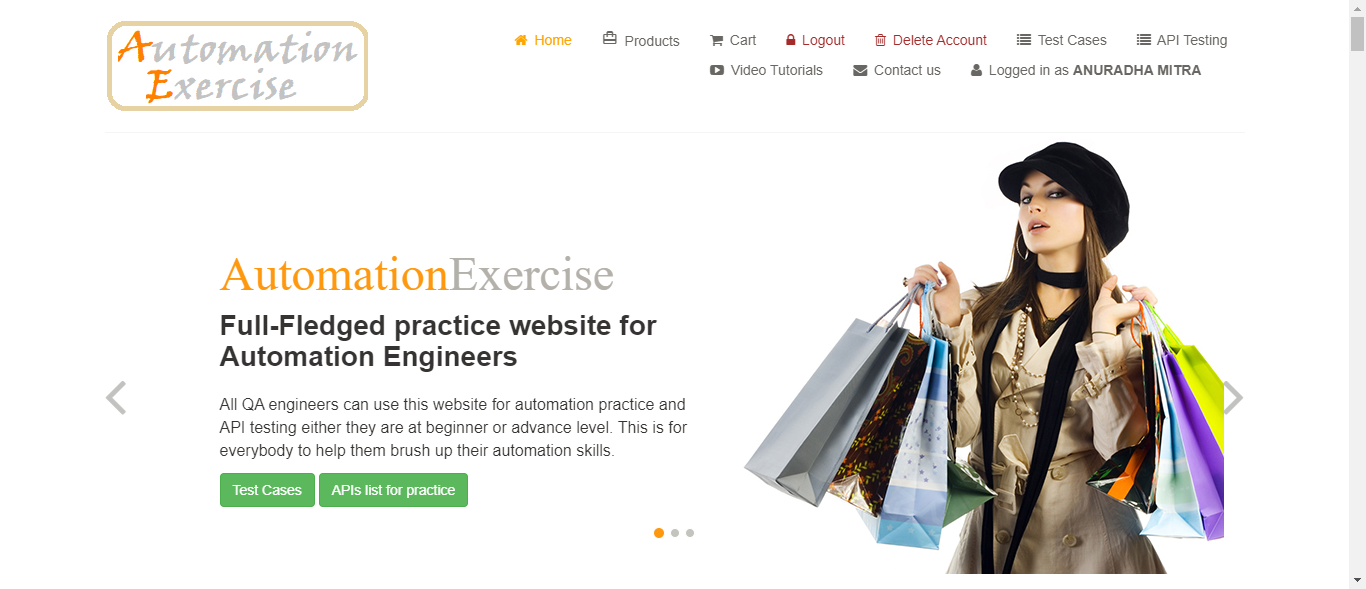 Automation
Exercise
Home Products Cart Logout Delete Account Test Cases API Testing
Video Tutorials Contact us Logged in as ANURADHA MITRA
AutomationExercise
Full-Fledged practice website for
Automation Engineers
All QA engineers can use this website for automation practice and
API testing either they are at beginner or advance level. This is for
everybody to help them brush up their automation skills.
Test Cases APIs list for practice